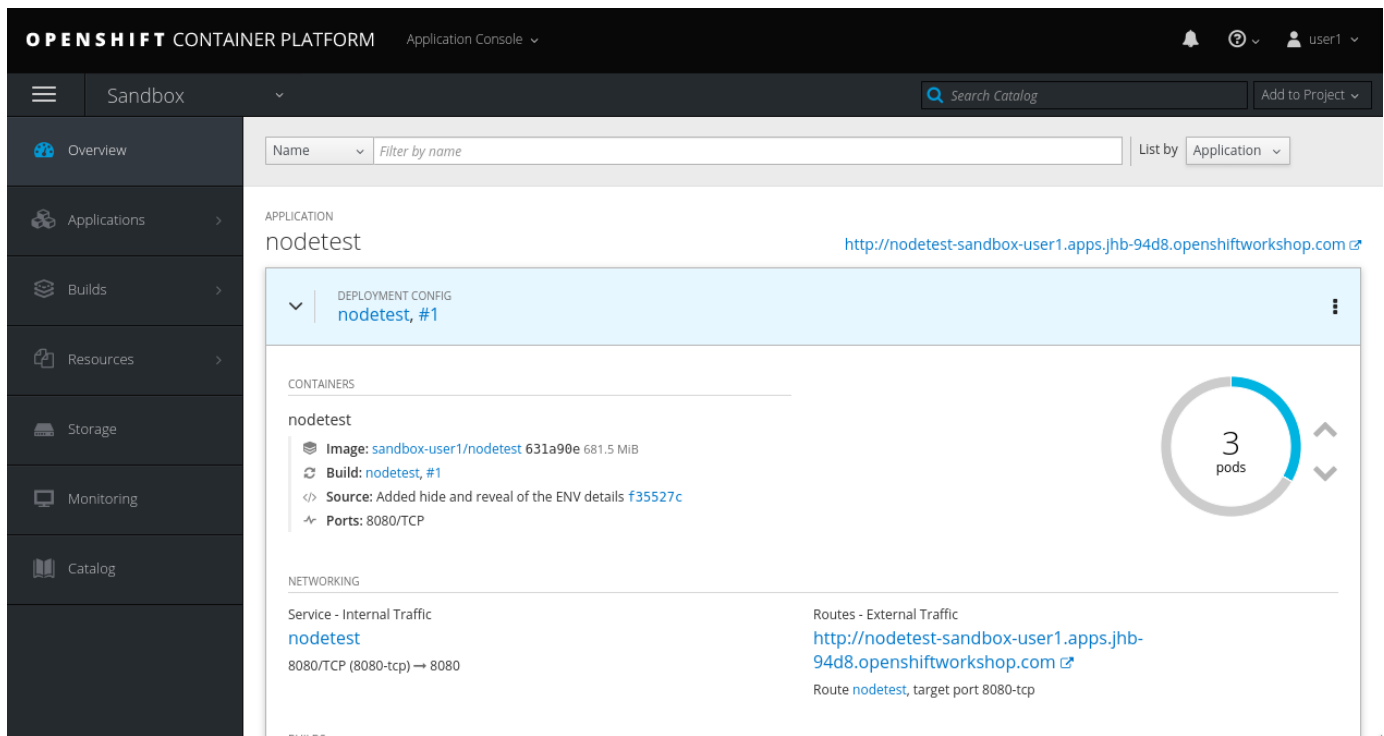 OPENSHIFT CONTAINER PLATFORM Application Console user1
Sandbox Search Catalog Add to Project
Overview
Applications
Builds
Resources
Storage
Monitoring
Catalog
Name Filter by name List by Application
APPLICATION
nodetest http://nodetest-sandbox-user1.apps.jhb-94d8.openshiftworkshop.com
DEPLOYMENT CONFIG
nodetest, #1
CONTAINERS
nodetest
Image: sandbox-user1/nodetest 631a90e 681.5 MiB
Build: nodetest, #1
</> Source: Added hide and reveal of the ENV details f35527c
Ports: 8080/TCP
3
pods
NETWORKING
Service - Internal Traffic
nodetest
8080/TCP (8080-tcp) → 8080
Routes - External Traffic
http://nodetest-sandbox-user1.apps.jhb-
94d8.openshiftworkshop.com
Route nodetest, target port 8080-tcp